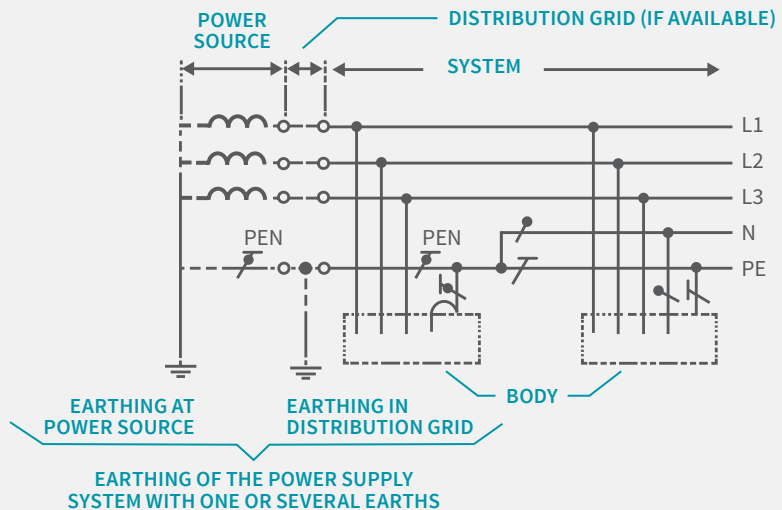 POWER
SOURCE
DISTRIBUTION GRID (IF AVAILABLE)
SYSTEM
L1
L2
L3
PEN
PEN
N
PE
BODY
EARTHING AT
POWER SOURCE
EARTHING IN
DISTRIBUTION GRID
EARTHING OF THE POWER SUPPLY
SYSTEM WITH ONE OR SEVERAL EARTHS